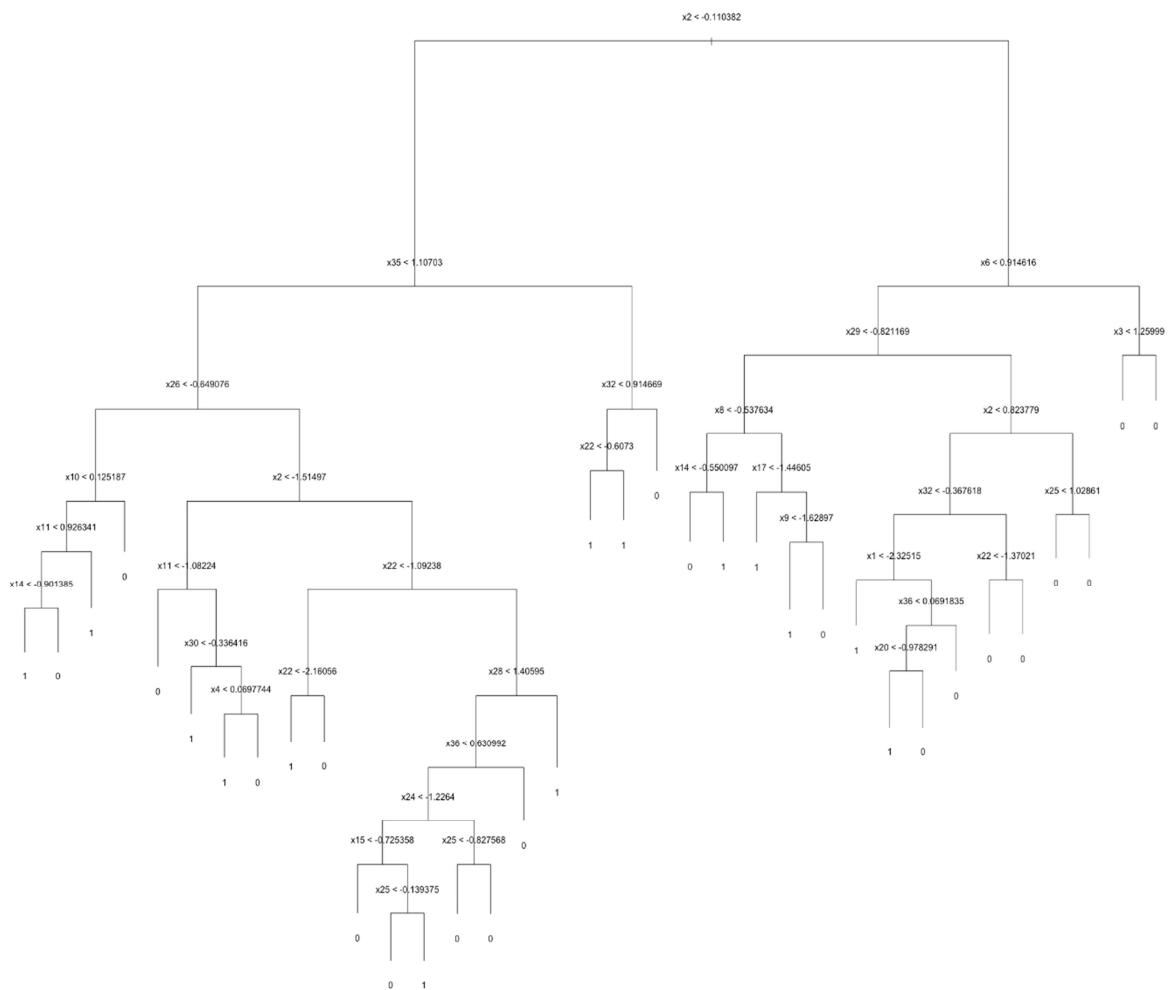 x2 < -0.110382
x35 < 1.10703
x6 < 0.914616
x29 < -0.821169
x3 < 1.25999
x26 < -0.649076
x32 < 0.914669
x8 < -0.537634
x2 < 0.823779
0 0
x22 < -0.6073
x10 < 0.125187
x2 < -1.51497
x14 < -0.550097
x17 < -1.44605
x32 < -0.367618
x25 < 1.02861
0
x9 < -1.62897
x11 < 0.926341
1 1
x1 < -2.32515
x22 < -1.37021
x11 < -1.08224
x22 < -1.09238
0 1 1
0
x14 < -0.901385
0 0
x36 < 0.0691835
1
1 0
x30 < -0.336416
x20 < -0.978291
1
0 0
x22 < -2.16056
x28 < 1.40595
1 0
x4 < 0.0697744
0
0
1
x36 < 0.630992
1 0
1 0
1 0
1
x24 < -1.2264
x15 < -0.725358
x25 < -0.827568
0
x25 < -0.139375
0
0 0
0 1